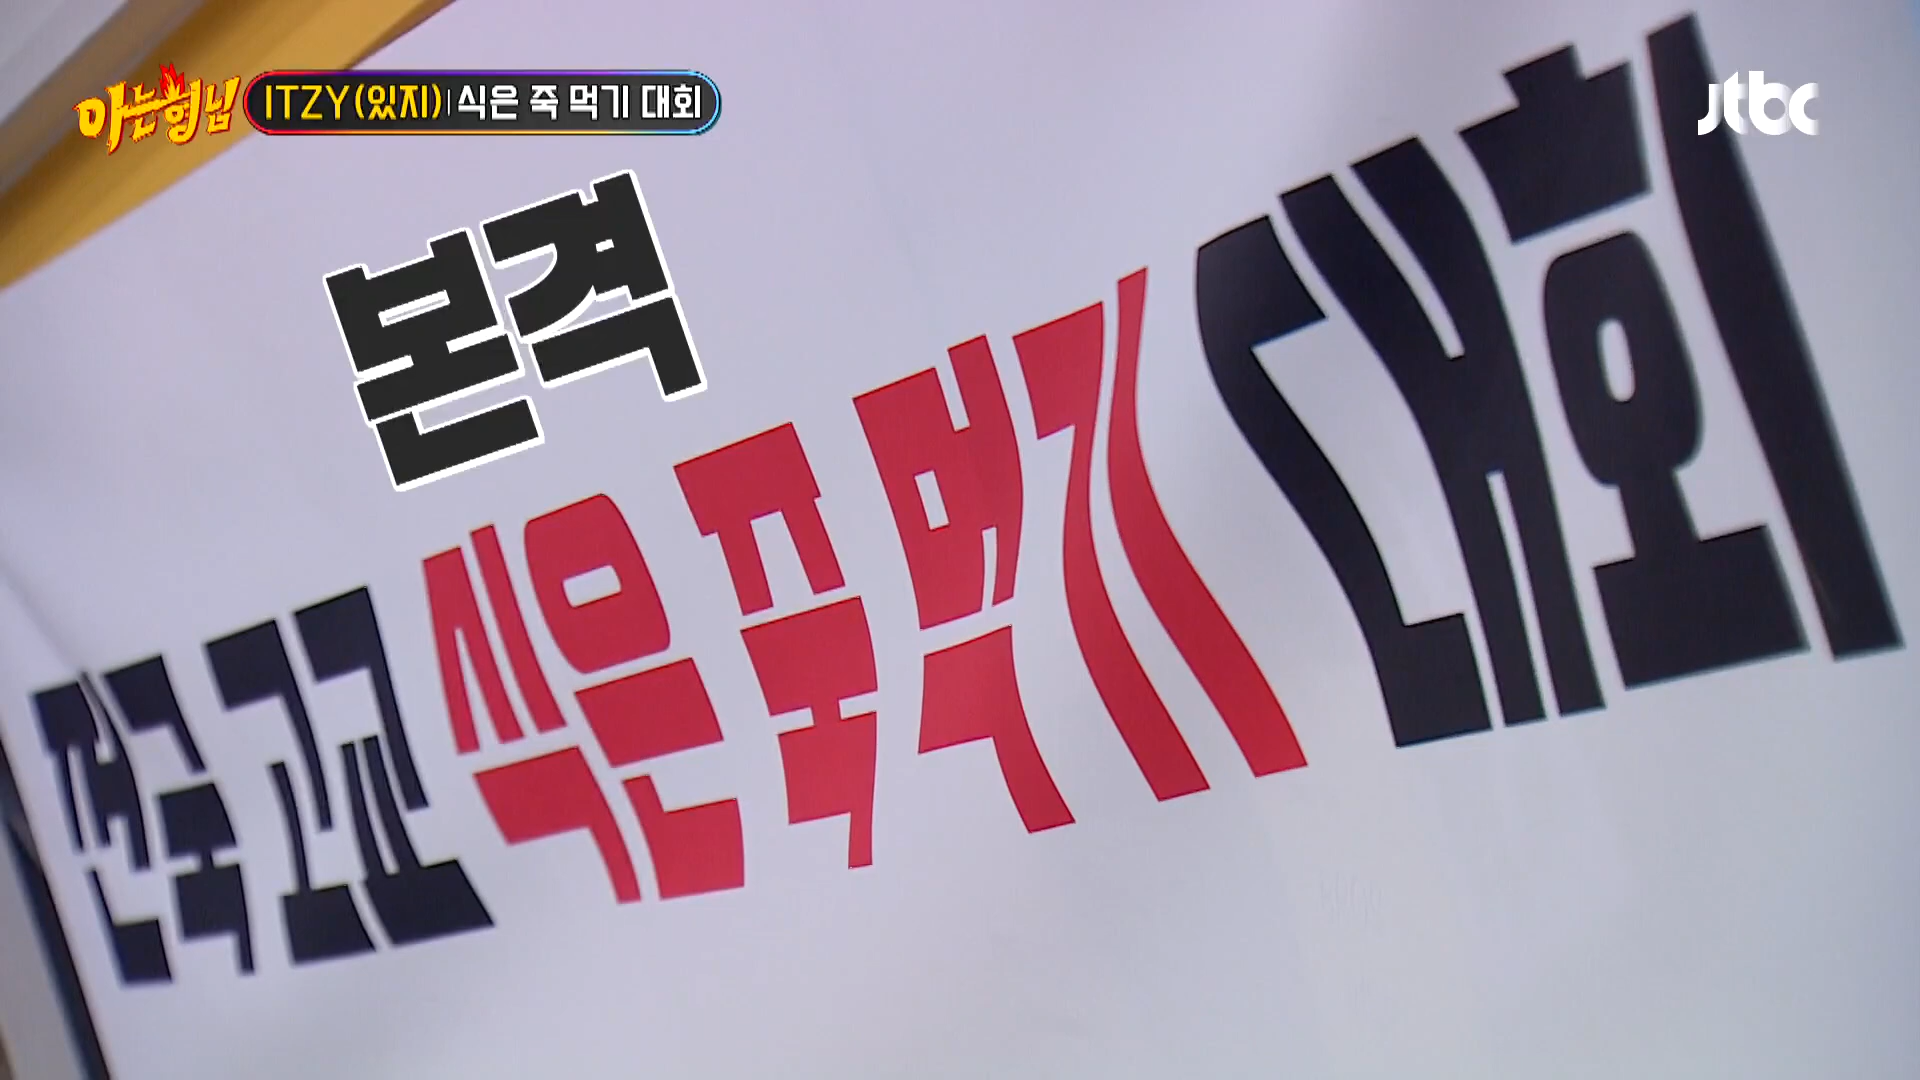 아는형님
ITZY(있지) | 식은 죽 먹기 대회
jtbc
본격
전국 고교 식은 죽 먹기 대회